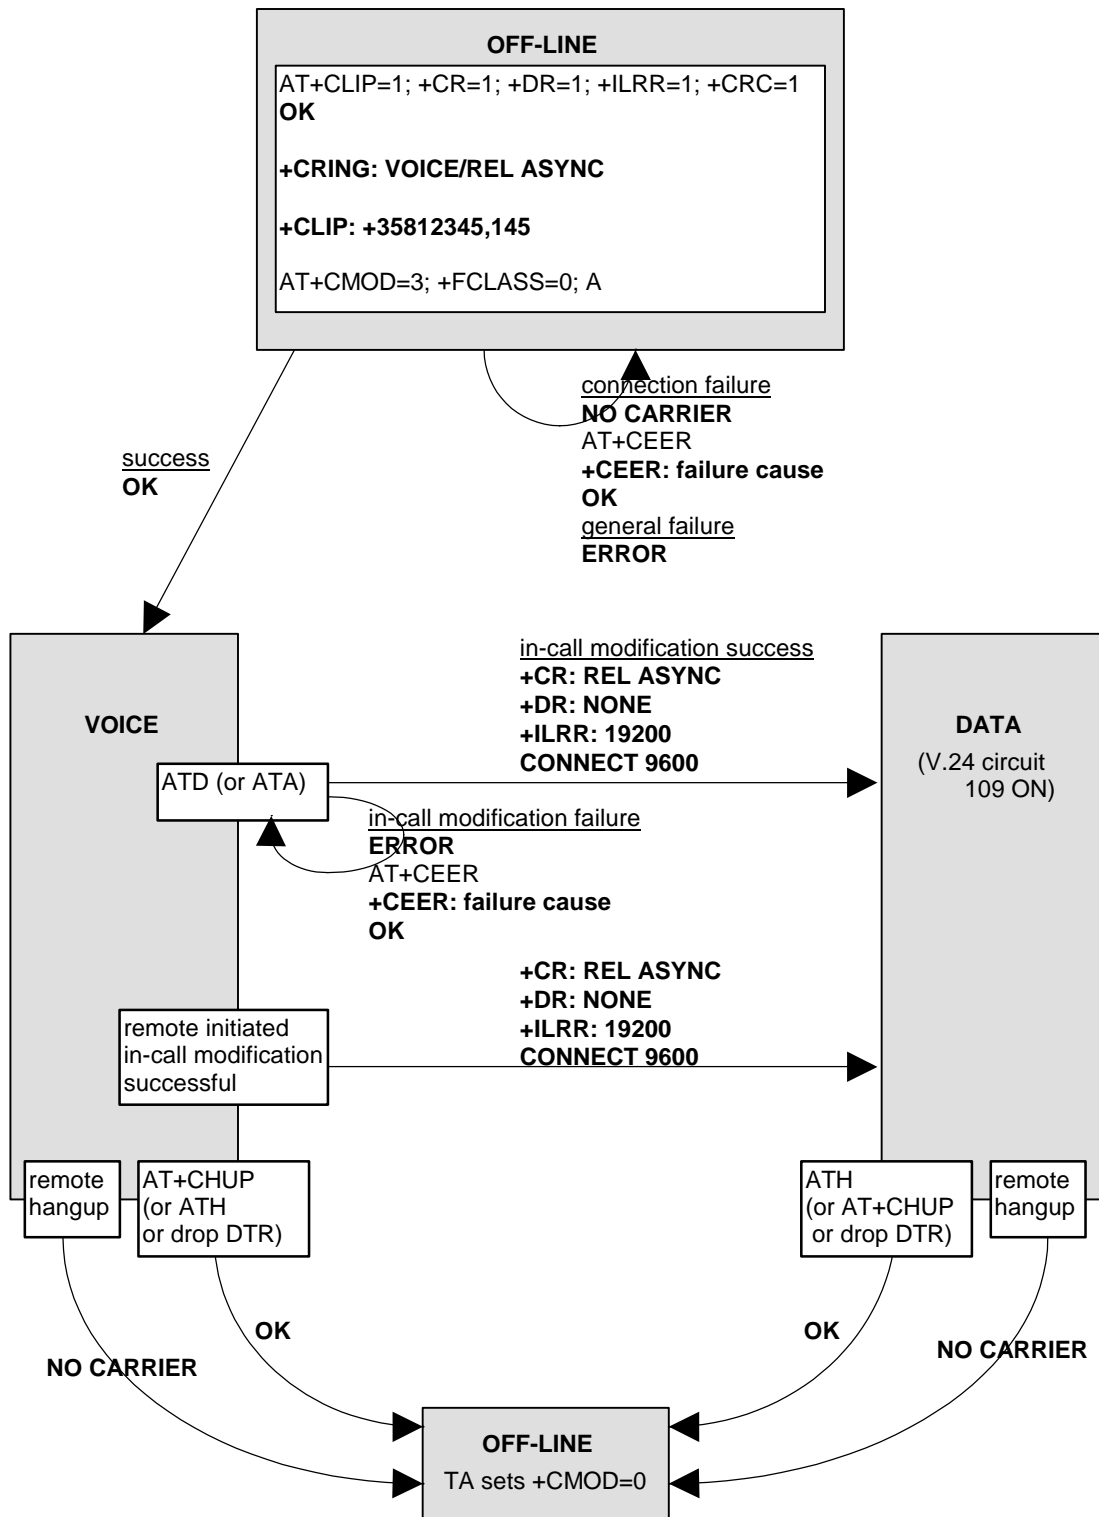 OFF-LINE
AT+CLIP=1; +CR=1; +DR=1; +ILRR=1; +CRC=1
OK
+CRING: VOICE/REL ASYNC
+CLIP: +35812345,145
AT+CMOD=3; +FCLASS=0; A
connection failure
NO CARRIER
AT+CEER
+CEER: failure cause
OK
general failure
ERROR
success
OK
in-call modification success
+CR: REL ASYNC
+DR: NONE
+ILRR: 19200
CONNECT 9600
VOICE
DATA
(V.24 circuit
109 ON)
ATD (or ATA)
in-call modification failure
ERROR
AT+CEER
+CEER: failure cause
OK
+CR: REL ASYNC
+DR: NONE
+ILRR: 19200
CONNECT 9600
remote initiated
in-call modification
successful
remote
hangup
AT+CHUP
(or ATH
or drop DTR)
ATH
(or AT+CHUP
or drop DTR)
remote
hangup
OK
NO CARRIER
OK
NO CARRIER
OFF-LINE
TA sets +CMOD=0